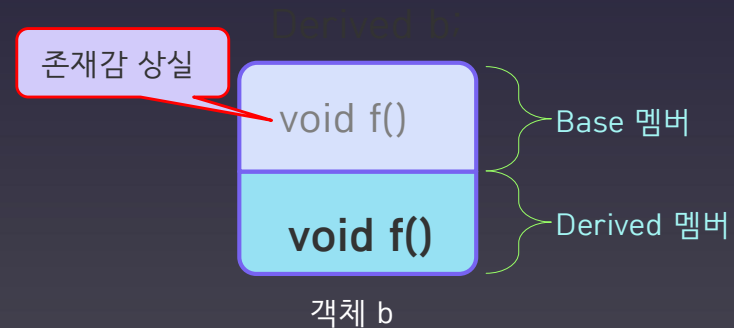 Derived b;
존재감 상실
void f()
Base 멤버
void f()
Derived 멤버
객체 b